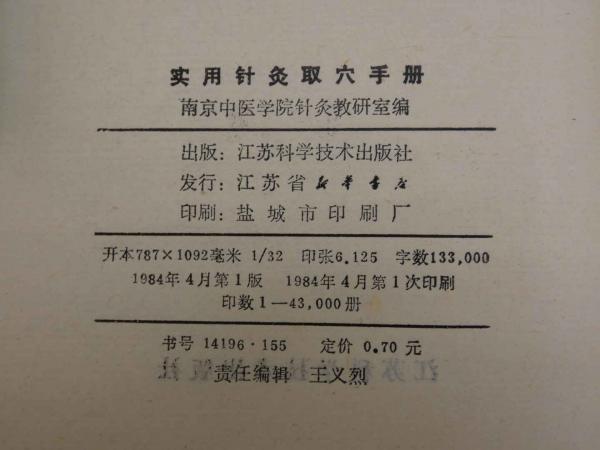 实用针灸取穴手册
南京中医学院针灸教研室编
出版：江苏科学技术出版社
发行：江苏省新华书店
印刷：盐城市印刷厂
开本787×1092毫米 1/32 印张6.125 字数133,000
1984年4月第1版 1984年4月第1次印刷
印数1—43,000册
书号 14196·155 定价 0.70 元
责任编辑 王义烈